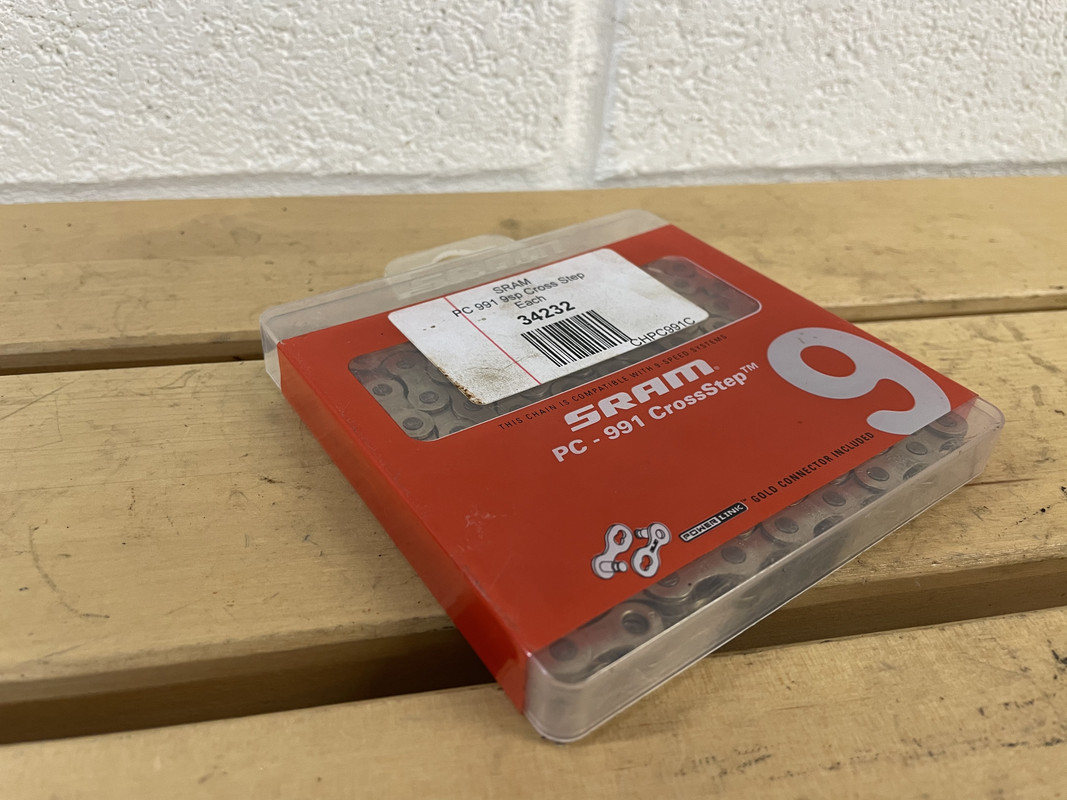 SRAM
PC 991 9sp Cross Step
Each
34232
CHPC991C
THIS CHAIN IS COMPATIBLE WITH 9 SPEED SYSTEMS
SRAM®
PC - 991 CrossStep™
9
POWER LINK™ GOLD CONNECTOR INCLUDED